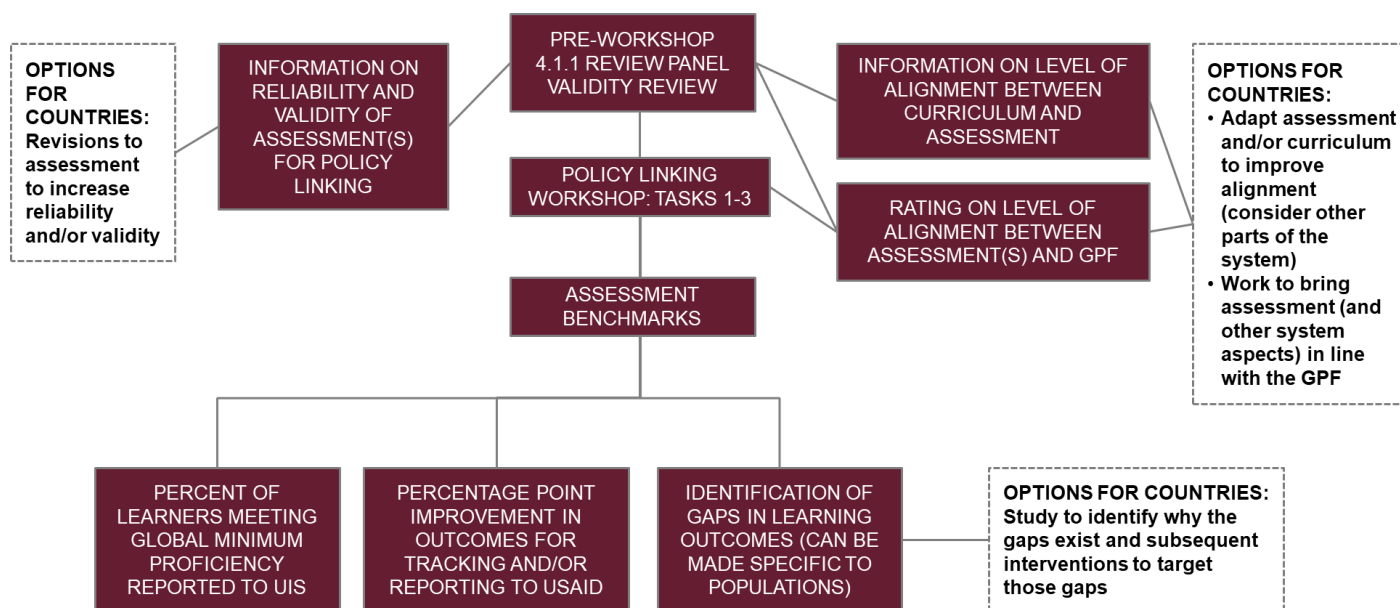 OPTIONS
FOR
COUNTRIES:
Revisions to
assessment
to increase
reliability
and/or validity
INFORMATION ON
RELIABILITY AND
VALIDITY OF
ASSESSMENT(S)
FOR POLICY
LINKING
PRE-WORKSHOP
4.1.1 REVIEW PANEL
VALIDITY REVIEW
POLICY LINKING
WORKSHOP: TASKS 1-3
ASSESSMENT
BENCHMARKS
INFORMATION ON LEVEL OF
ALIGNMENT BETWEEN
CURRICULUM AND
ASSESSMENT
RATING ON LEVEL OF
ALIGNMENT BETWEEN
ASSESSMENT(S) AND GPF
OPTIONS FOR
COUNTRIES:
• Adapt assessment
and/or curriculum
to improve
alignment
(consider other
parts of the
system)
• Work to bring
assessment (and
other system
aspects) in line
with the GPF
PERCENT OF
LEARNERS MEETING
GLOBAL MINIMUM
PROFICIENCY
REPORTED TO UIS
PERCENTAGE POINT
IMPROVEMENT IN
OUTCOMES FOR
TRACKING AND/OR
REPORTING TO USAID
IDENTIFICATION OF
GAPS IN LEARNING
OUTCOMES (CAN BE
MADE SPECIFIC TO
POPULATIONS)
OPTIONS FOR COUNTRIES:
Study to identify why the
gaps exist and subsequent
interventions to target
those gaps